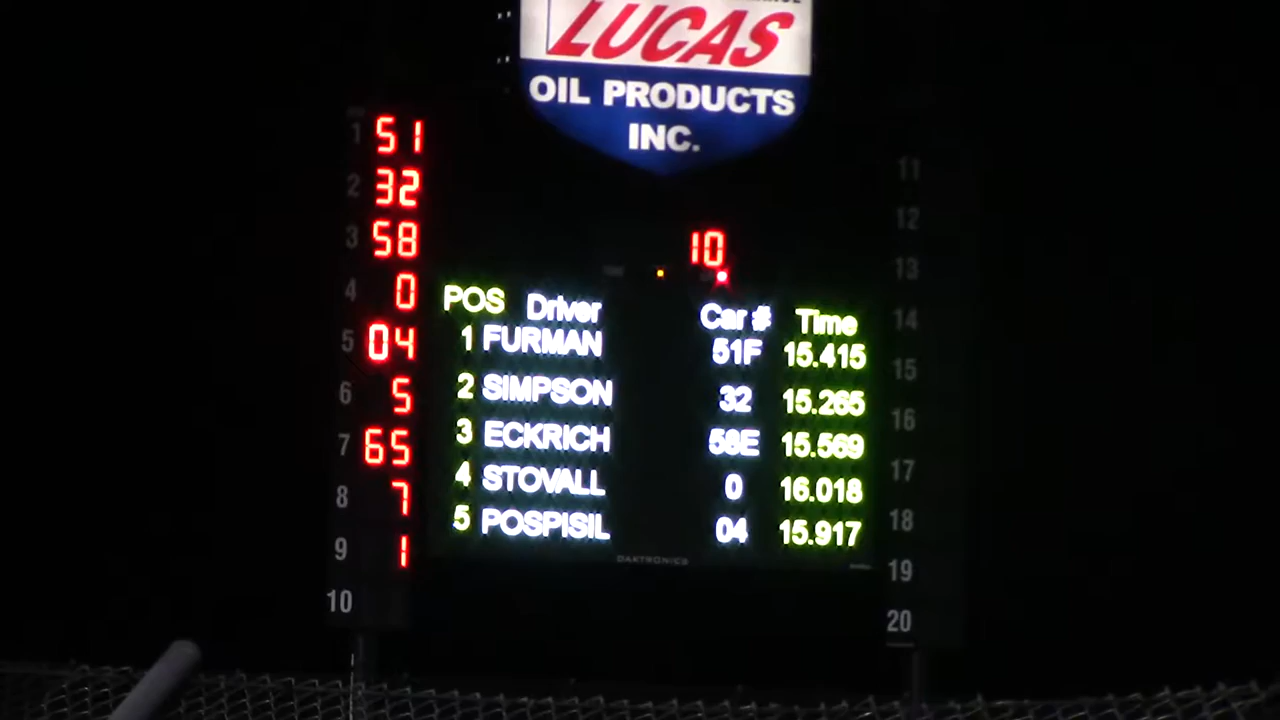 LUCAS
OIL PRODUCTS
INC.
1 51
2 32
3 58
4 0
5 04
6 5
7 65
8 7
9 1
10
10
POS Driver Car # Time
1 FURMAN 51F 15.415
2 SIMPSON 32 15.265
3 ECKRICH 58E 15.569
4 STOVALL 0 16.018
5 POSPISIL 04 15.917
DAKTRONICS
11
12
13
14
15
16
17
18
19
20